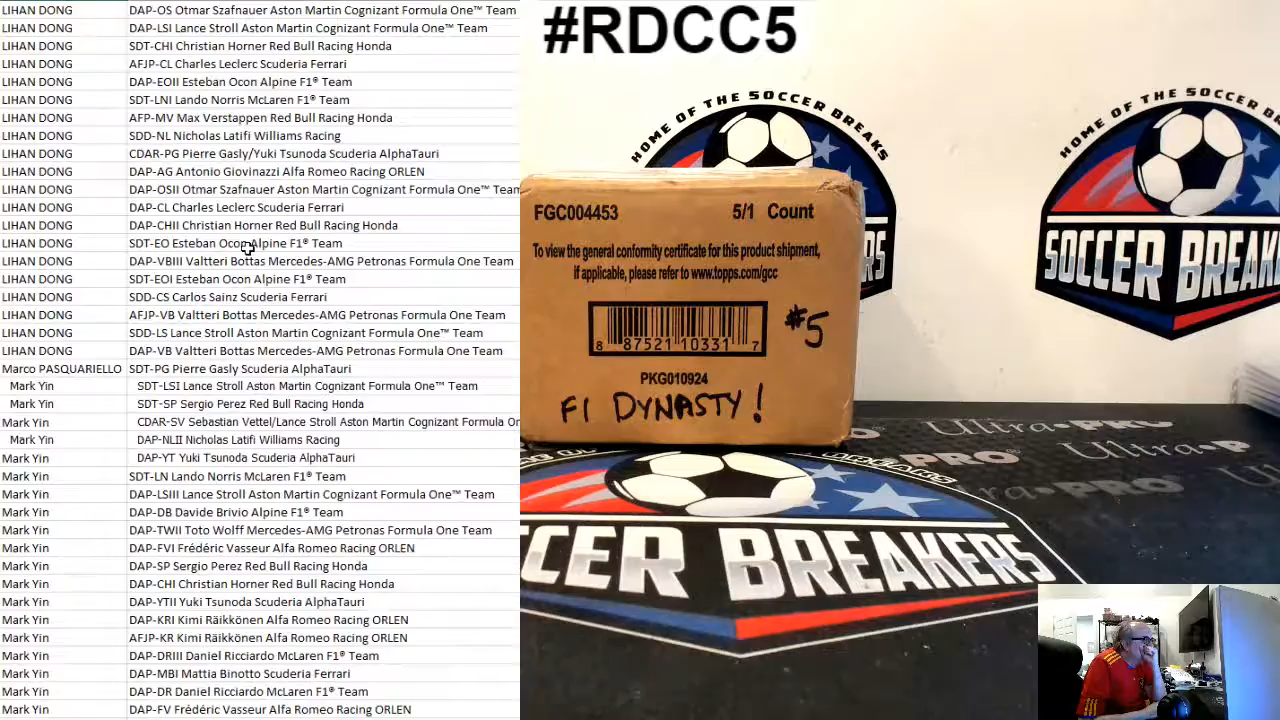 LIHAN DONG DAP-OS Otmar Szafnauer Aston Martin Cognizant Formula One™ Team
LIHAN DONG DAP-LSI Lance Stroll Aston Martin Cognizant Formula One™ Team
LIHAN DONG SDT-CHI Christian Horner Red Bull Racing Honda
LIHAN DONG AFJP-CL Charles Leclerc Scuderia Ferrari
LIHAN DONG DAP-EOII Esteban Ocon Alpine F1® Team
LIHAN DONG SDT-LNI Lando Norris McLaren F1® Team
LIHAN DONG AFP-MV Max Verstappen Red Bull Racing Honda
LIHAN DONG SDD-NL Nicholas Latifi Williams Racing
LIHAN DONG CDAR-PG Pierre Gasly/Yuki Tsunoda Scuderia AlphaTauri
LIHAN DONG DAP-AG Antonio Giovinazzi Alfa Romeo Racing ORLEN
LIHAN DONG DAP-OSII Otmar Szafnauer Aston Martin Cognizant Formula One™ Team
LIHAN DONG DAP-CL Charles Leclerc Scuderia Ferrari
LIHAN DONG DAP-CHII Christian Horner Red Bull Racing Honda
LIHAN DONG SDT-EO Esteban Ocon Alpine F1® Team
LIHAN DONG DAP-VBIII Valtteri Bottas Mercedes-AMG Petronas Formula One Team
LIHAN DONG SDT-EOI Esteban Ocon Alpine F1® Team
LIHAN DONG SDD-CS Carlos Sainz Scuderia Ferrari
LIHAN DONG AFJP-VB Valtteri Bottas Mercedes-AMG Petronas Formula One Team
LIHAN DONG SDD-LS Lance Stroll Aston Martin Cognizant Formula One™ Team
LIHAN DONG DAP-VB Valtteri Bottas Mercedes-AMG Petronas Formula One Team
Marco PASQUARIELLO SDT-PG Pierre Gasly Scuderia AlphaTauri
Mark Yin SDT-LSI Lance Stroll Aston Martin Cognizant Formula One™ Team
Mark Yin SDT-SP Sergio Perez Red Bull Racing Honda
Mark Yin CDAR-SV Sebastian Vettel/Lance Stroll Aston Martin Cognizant Formula Or
Mark Yin DAP-NLII Nicholas Latifi Williams Racing
Mark Yin DAP-YT Yuki Tsunoda Scuderia AlphaTauri
Mark Yin SDT-LN Lando Norris McLaren F1® Team
Mark Yin DAP-LSIII Lance Stroll Aston Martin Cognizant Formula One™ Team
Mark Yin DAP-DB Davide Brivio Alpine F1® Team
Mark Yin DAP-TWII Toto Wolff Mercedes-AMG Petronas Formula One Team
Mark Yin DAP-FVI Frédéric Vasseur Alfa Romeo Racing ORLEN
Mark Yin DAP-SP Sergio Perez Red Bull Racing Honda
Mark Yin DAP-CHI Christian Horner Red Bull Racing Honda
Mark Yin DAP-YTII Yuki Tsunoda Scuderia AlphaTauri
Mark Yin DAP-KRI Kimi Räikkönen Alfa Romeo Racing ORLEN
Mark Yin AFJP-KR Kimi Räikkönen Alfa Romeo Racing ORLEN
Mark Yin DAP-DRIII Daniel Ricciardo McLaren F1® Team
Mark Yin DAP-MBI Mattia Binotto Scuderia Ferrari
Mark Yin DAP-DR Daniel Ricciardo McLaren F1® Team
Mark Yin DAP-FV Frédéric Vasseur Alfa Romeo Racing ORLEN
#RDCC5
HOME OF THE SOCCER BREAKS
HOME OF THE SOCCER BR
SOCCER BREAKERS
FGC004453 5/1 Count
To view the general conformity certificate for this product shipment,
if applicable, please refer to www.topps.com/gcc
8 87521 10331 7
#5
PKG010924
F1 DYNASTY!
Ultra PRO
PRO
CCER BREAKERS